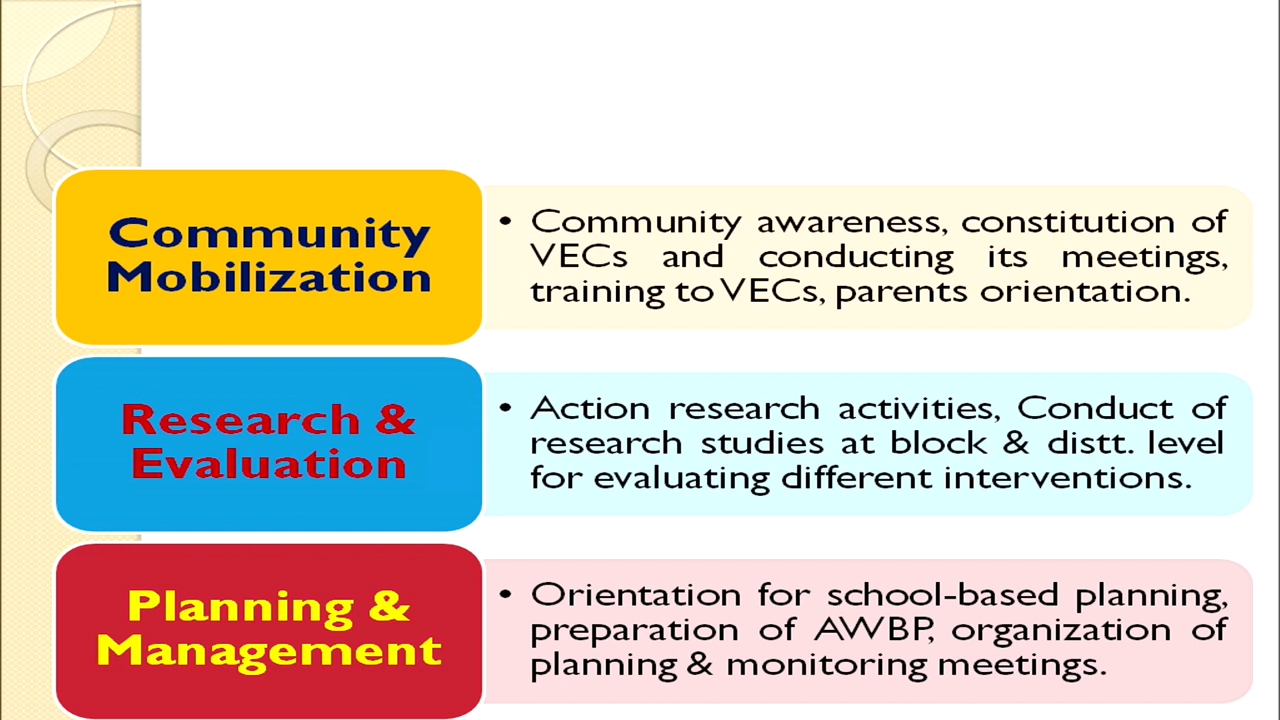 Community
Mobilization
• Community awareness, constitution of
VECs and conducting its meetings,
training to VECs, parents orientation.
Research &
Evaluation
• Action research activities, Conduct of
research studies at block & distt. level
for evaluating different interventions.
Planning &
Management
• Orientation for school-based planning,
preparation of AWBP, organization of
planning & monitoring meetings.